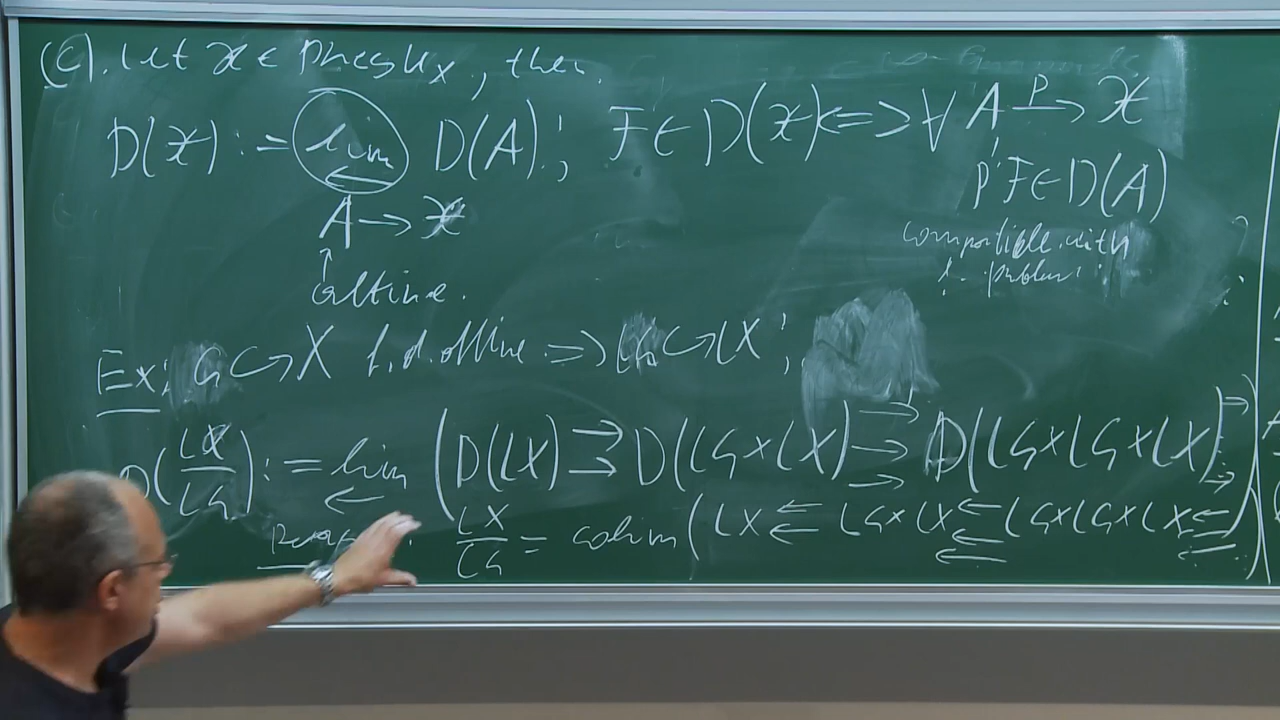 (c). Let 𝒳 ∈ PreStk_X, then.
D(𝒳) := lim← D(A); F ∈ D(𝒳) <=> ∀ A —p→ 𝒳
A → 𝒳 p^! F ∈ D(A)
↑ compatible with
affine. !-pullbacks
Ex: G ↪ X f.d. affine => LG ↪ LX;
D(LX/LG) := lim← (D(LX) ⇉ D(LG×LX) →→→ D(LG×LG×LX)
LX/LG = colim (LX ⇇ LG×LX ←←← LG×LG×LX